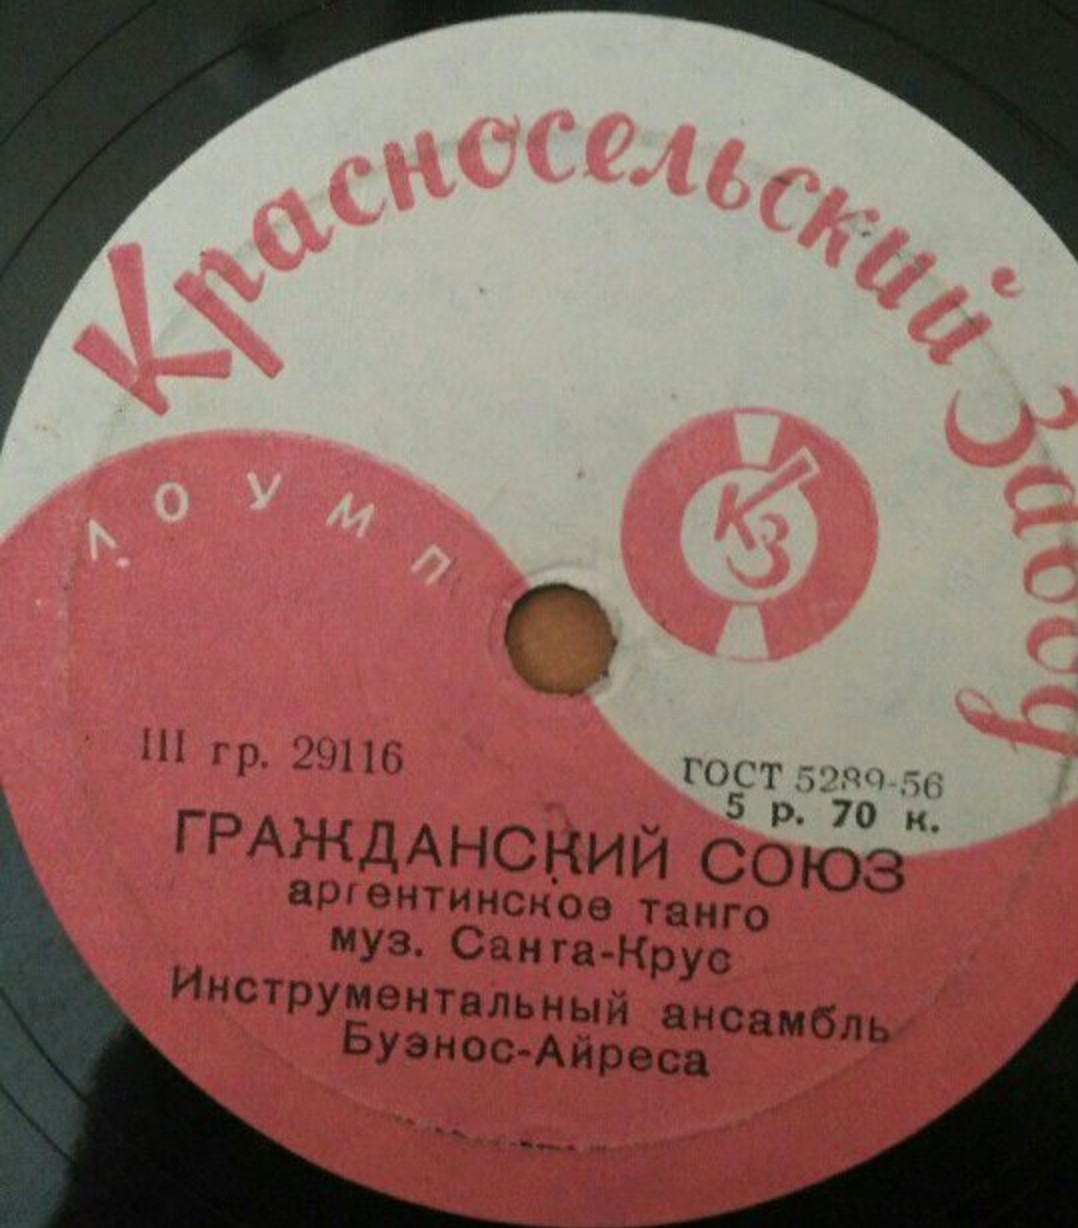 Красносельский Завод
ЛОУМП
КЗ
III гр. 29116
ГОСТ 5289-56
5 р. 70 к.
ГРАЖДАНСКИЙ СОЮЗ
аргентинское танго
муз. Санта-Крус
Инструментальный ансамбль
Буэнос-Айреса